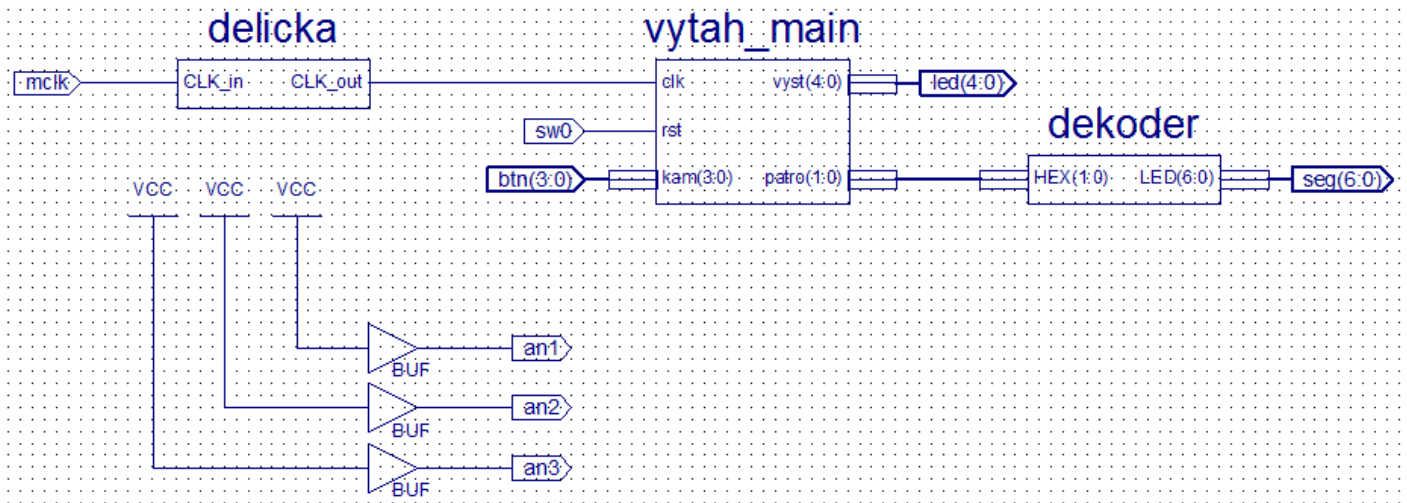 delicka
vytah_main
mclk
CLK_in
CLK_out
clk
vyst(4:0)
led(4:0)
sw0
rst
dekoder
btn(3:0)
kam(3:0)
patro(1:0)
HEX(1:0)
LED(6:0)
seg(6:0)
VCC
VCC
VCC
an1
BUF
an2
BUF
an3
BUF